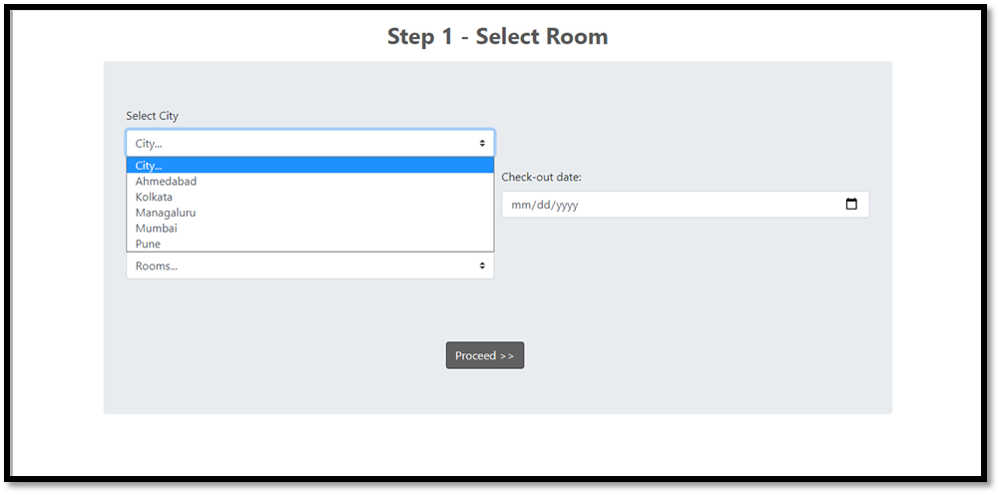 Step 1 - Select Room
Select City
City...
City...
Ahmedabad
Kolkata
Managaluru
Mumbai
Pune
Check-out date:
mm/dd/yyyy
Rooms...
Proceed >>